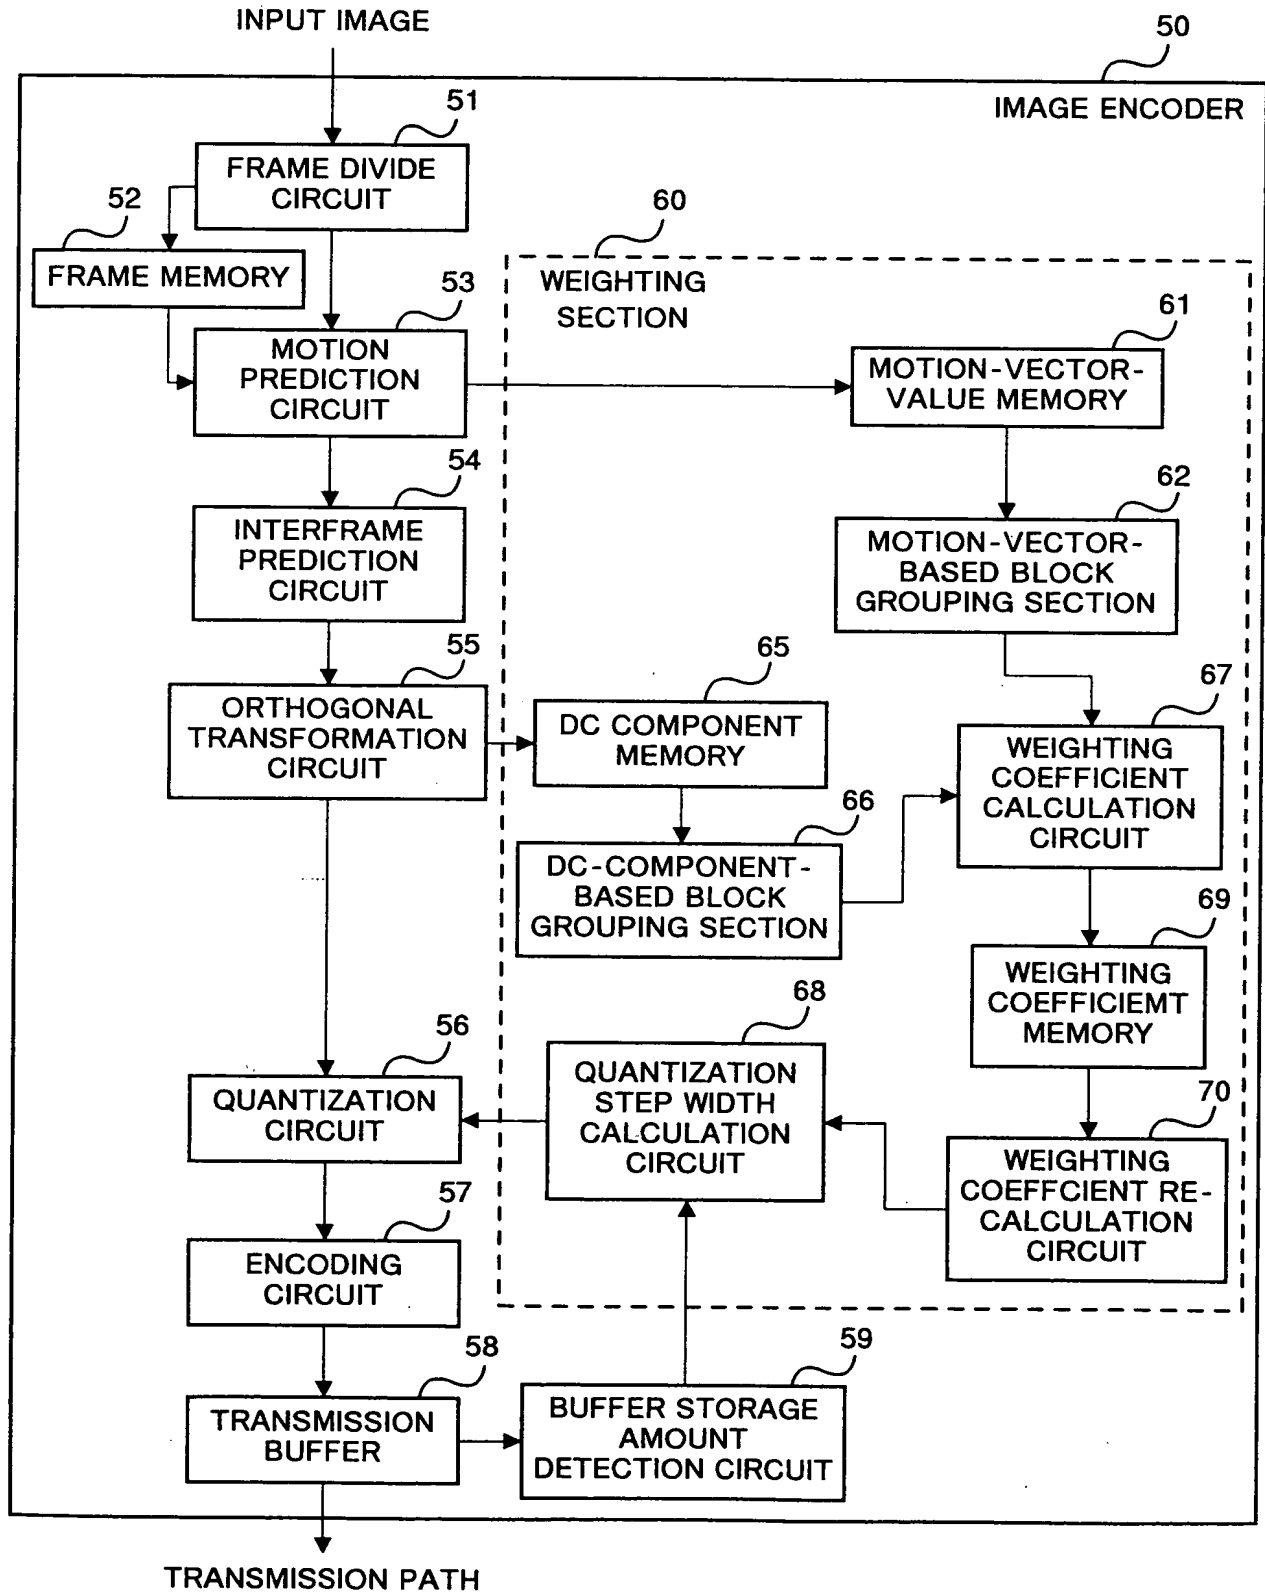 INPUT IMAGE
50
IMAGE ENCODER
51
FRAME DIVIDE
CIRCUIT
52
FRAME MEMORY
60
WEIGHTING
SECTION
53
MOTION
PREDICTION
CIRCUIT
61
MOTION-VECTOR-
VALUE MEMORY
54
INTERFRAME
PREDICTION
CIRCUIT
62
MOTION-VECTOR-
BASED BLOCK
GROUPING SECTION
55
ORTHOGONAL
TRANSFORMATION
CIRCUIT
65
DC COMPONENT
MEMORY
67
WEIGHTING
COEFFICIENT
CALCULATION
CIRCUIT
66
DC-COMPONENT-
BASED BLOCK
GROUPING SECTION
69
WEIGHTING
COEFFICIEMT
MEMORY
56
QUANTIZATION
CIRCUIT
68
QUANTIZATION
STEP WIDTH
CALCULATION
CIRCUIT
70
WEIGHTING
COEFFCIENT RE-
CALCULATION
CIRCUIT
57
ENCODING
CIRCUIT
58
TRANSMISSION
BUFFER
59
BUFFER STORAGE
AMOUNT
DETECTION CIRCUIT
TRANSMISSION PATH